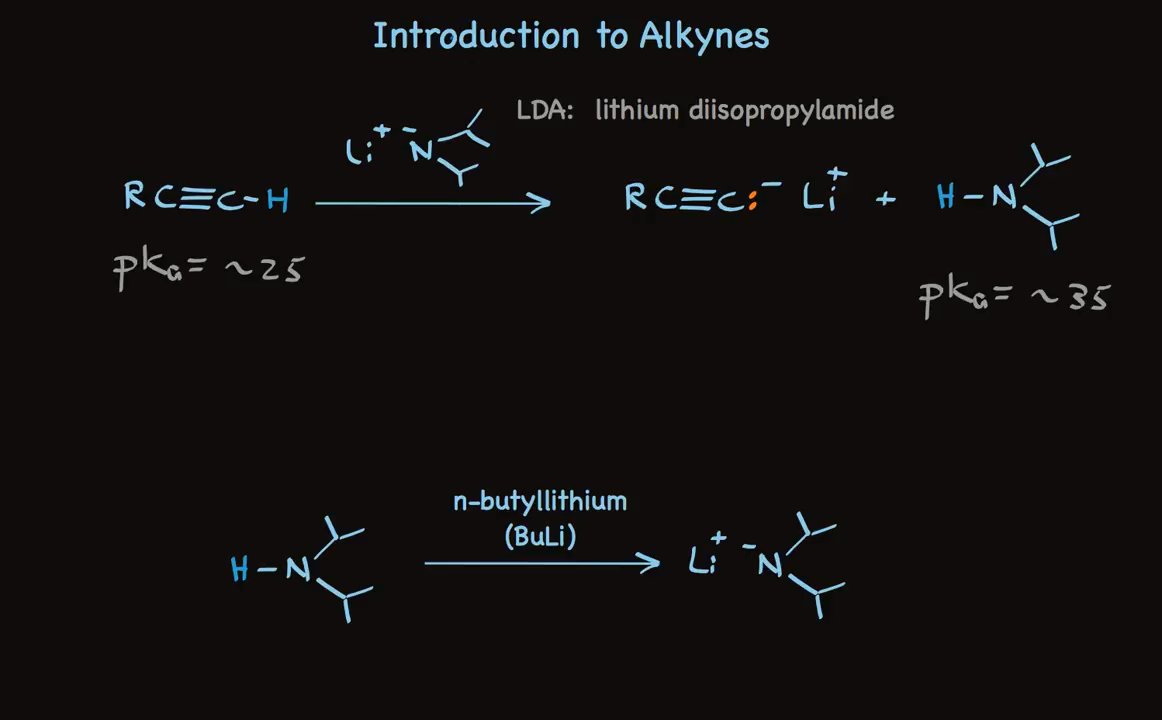 Introduction to Alkynes
LDA: lithium diisopropylamide
Li+ -N
RC≡C-H
RC≡C:- Li+ + H-N
pka= ~25
pka= ~35
n-butyllithium
(BuLi)
H-N
Li+ -N